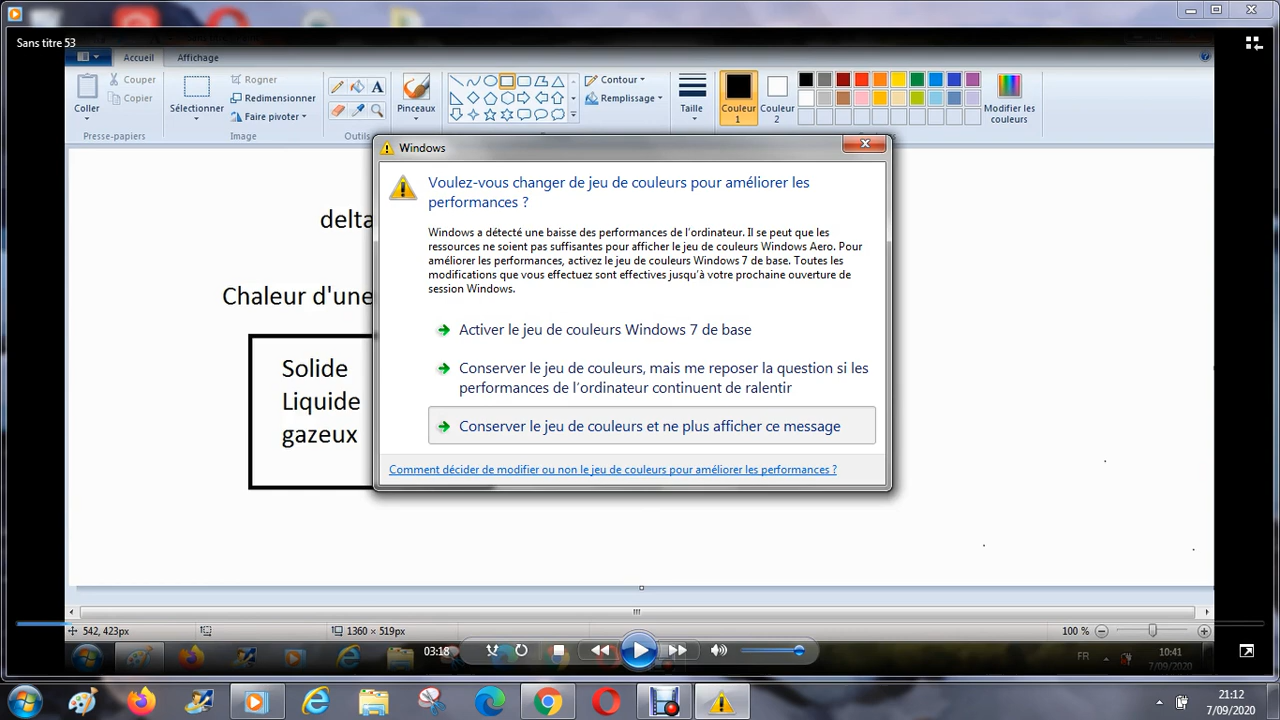 Sans titre 53
Accueil
Affichage
Coller
Couper
Copier
Presse-papiers
Sélectionner
Rogner
Redimensionner
Faire pivoter
Image
A
Outils
Pinceaux
Contour
Remplissage
Taille
Couleur
1
Couleur
2
Modifier les
couleurs
Windows
Voulez-vous changer de jeu de couleurs pour améliorer les
performances ?
Windows a détecté une baisse des performances de l'ordinateur. Il se peut que les
ressources ne soient pas suffisantes pour afficher le jeu de couleurs Windows Aero. Pour
améliorer les performances, activez le jeu de couleurs Windows 7 de base. Toutes les
modifications que vous effectuez sont effectives jusqu'à votre prochaine ouverture de
session Windows.
Activer le jeu de couleurs Windows 7 de base
Conserver le jeu de couleurs, mais me reposer la question si les
performances de l'ordinateur continuent de ralentir
Conserver le jeu de couleurs et ne plus afficher ce message
Comment décider de modifier ou non le jeu de couleurs pour améliorer les performances ?
delta
Chaleur d'une
Solide
Liquide
gazeux
542, 423px
1360 × 519px
100 %
03:18
FR
10:41
7/09/2020
21:12
7/09/2020